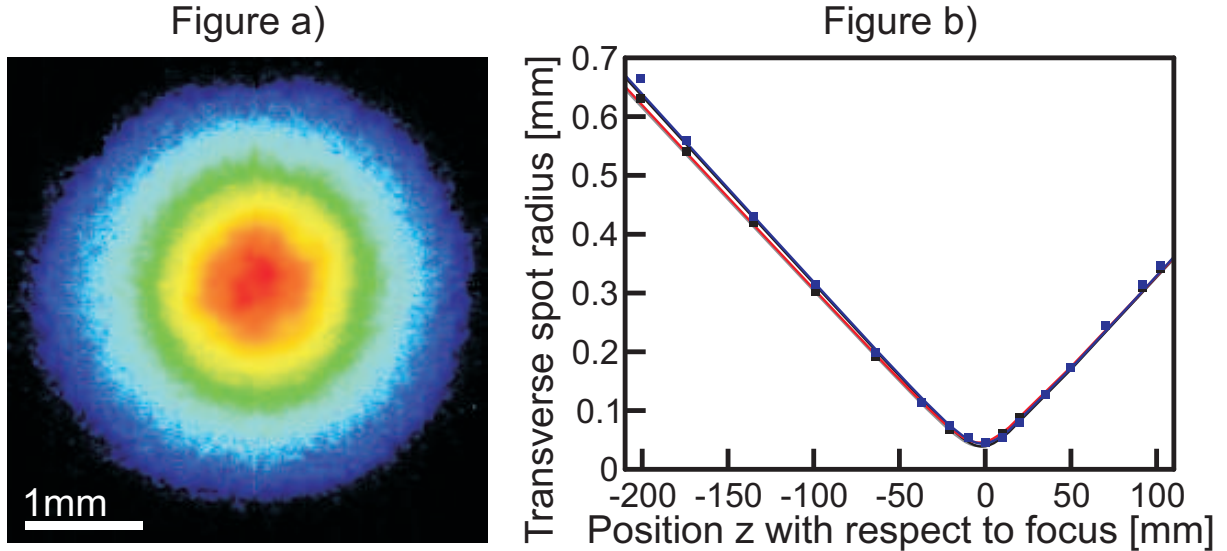 Figure a)
1mm
Figure b)
Transverse spot radius [mm]
0.7
0.6
0.5
0.4
0.3
0.2
0.1
0
-200 -150 -100 -50 0 50 100
Position z with respect to focus [mm]